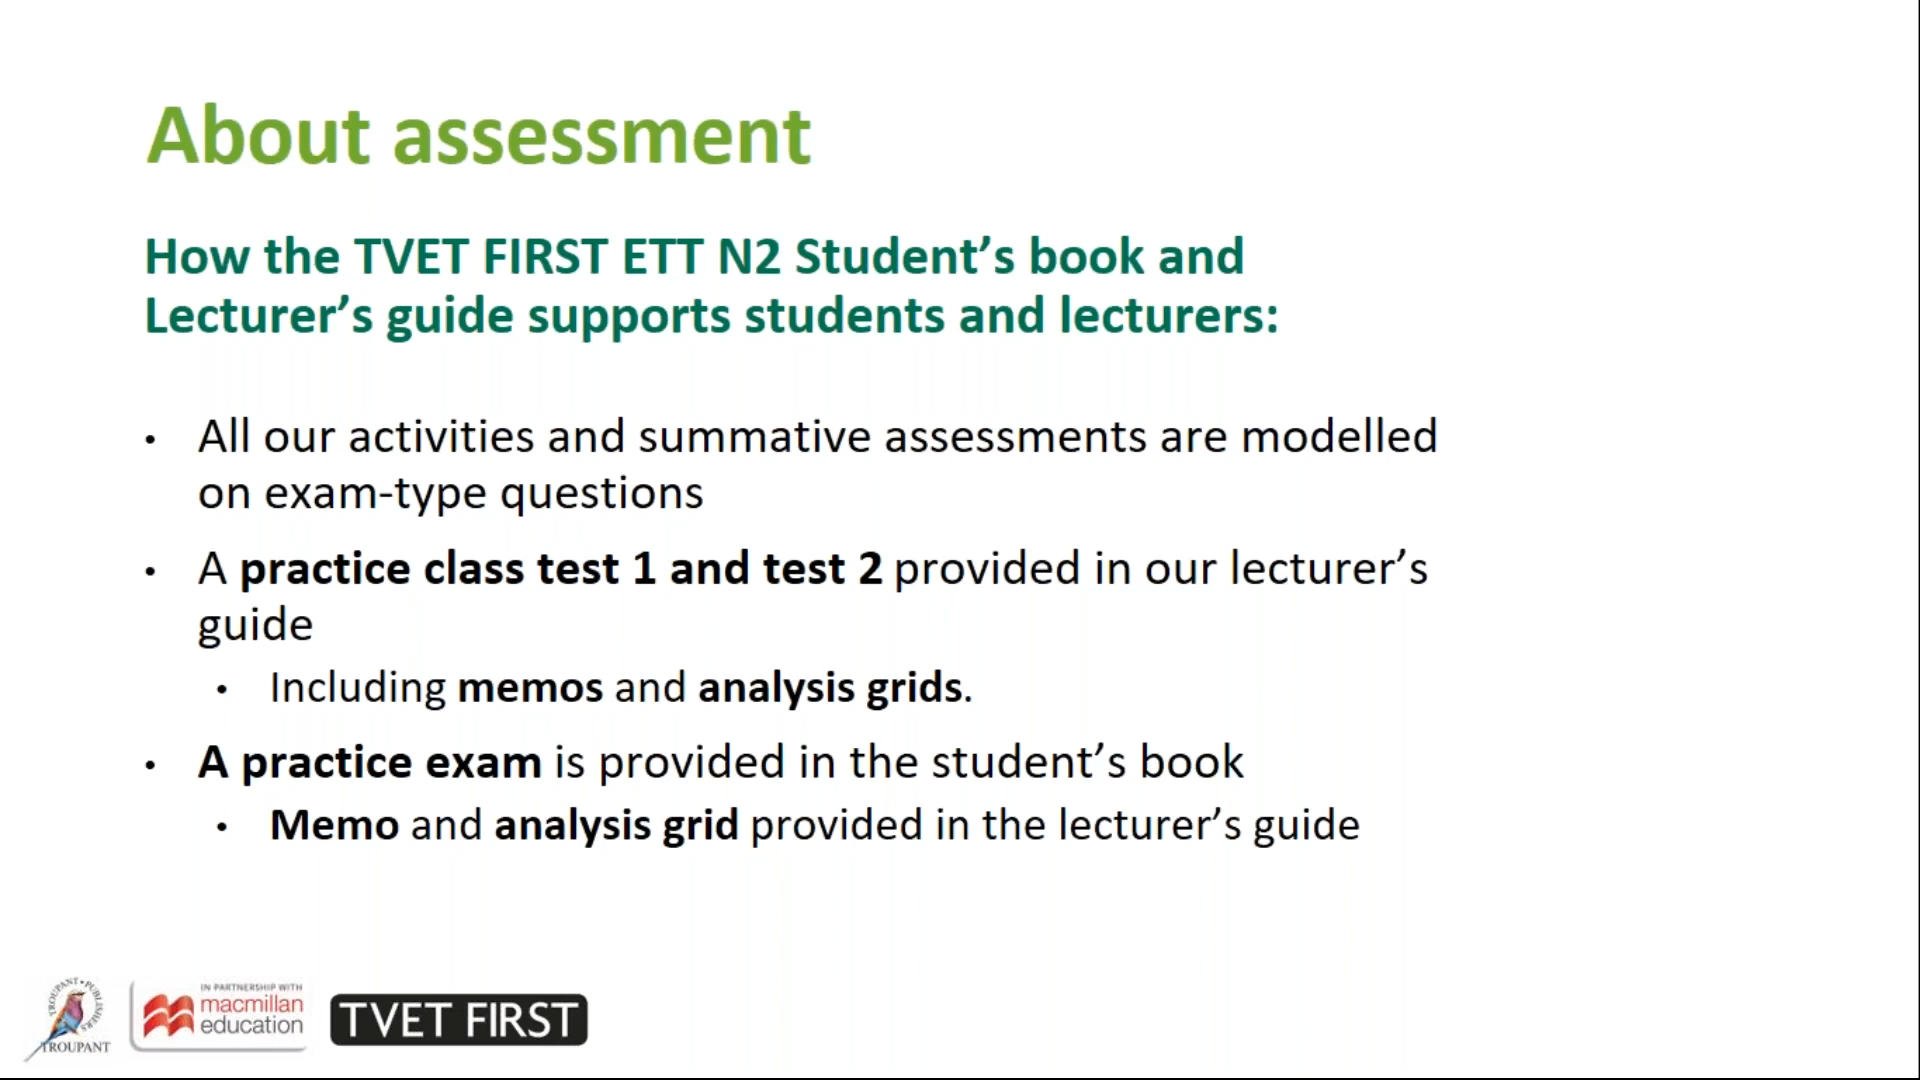 About assessment
How the TVET FIRST ETT N2 Student’s book and
Lecturer’s guide supports students and lecturers:
• All our activities and summative assessments are modelled
on exam-type questions
• A practice class test 1 and test 2 provided in our lecturer’s
guide
• Including memos and analysis grids.
• A practice exam is provided in the student’s book
• Memo and analysis grid provided in the lecturer’s guide
TROUPANT • PUBLISHERS
TROUPANT
IN PARTNERSHIP WITH
macmillan
education
TVET FIRST